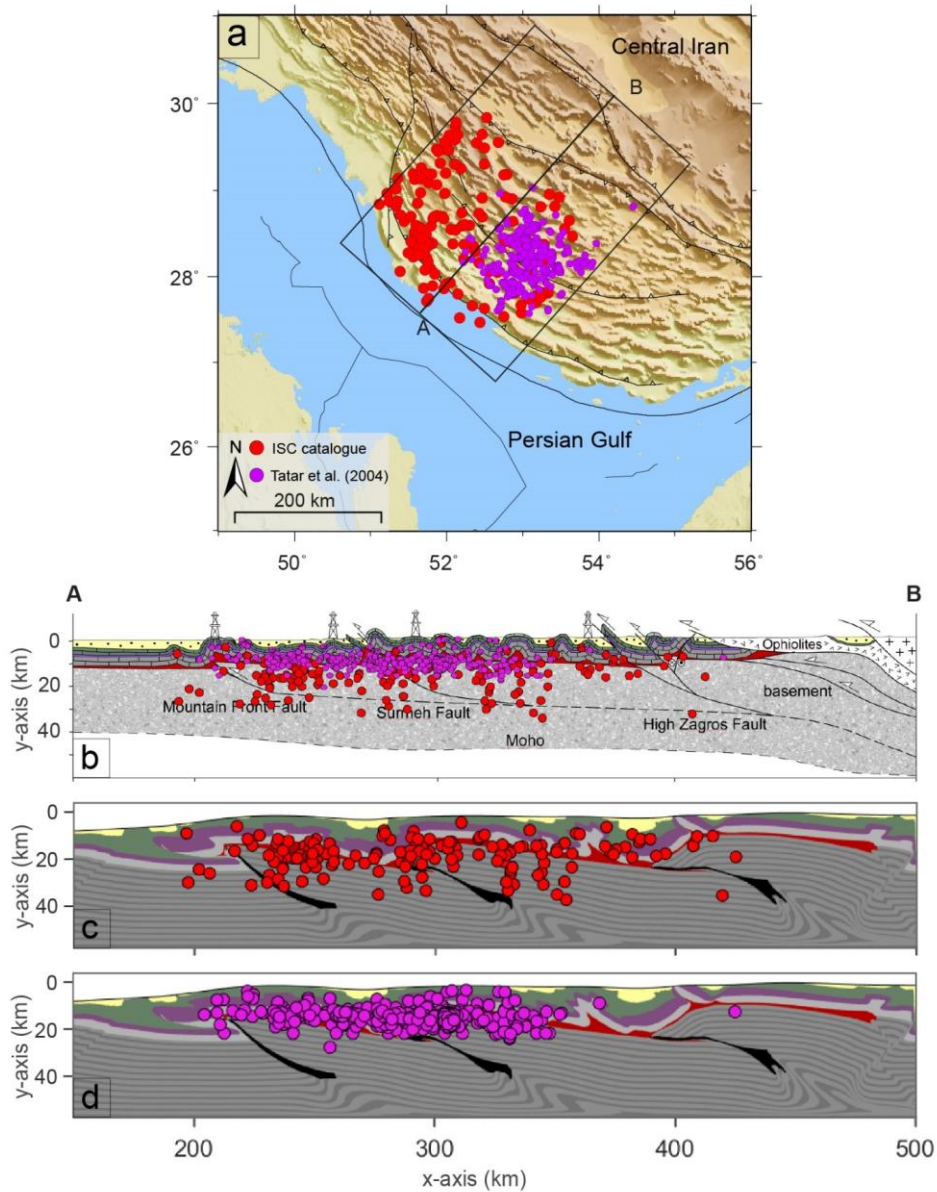 a
Central Iran
B
30°
28°
A
26°
Persian Gulf
N
ISC catalogue
Tatar et al. (2004)
200 km
50°
52°
54°
56°
A
B
0
20
40
y-axis (km)
Ophiolites
basement
Mountain Front Fault
Surmeh Fault
High Zagros Fault
Moho
b
0
20
40
y-axis (km)
c
0
20
40
y-axis (km)
d
200
300
400
500
x-axis (km)